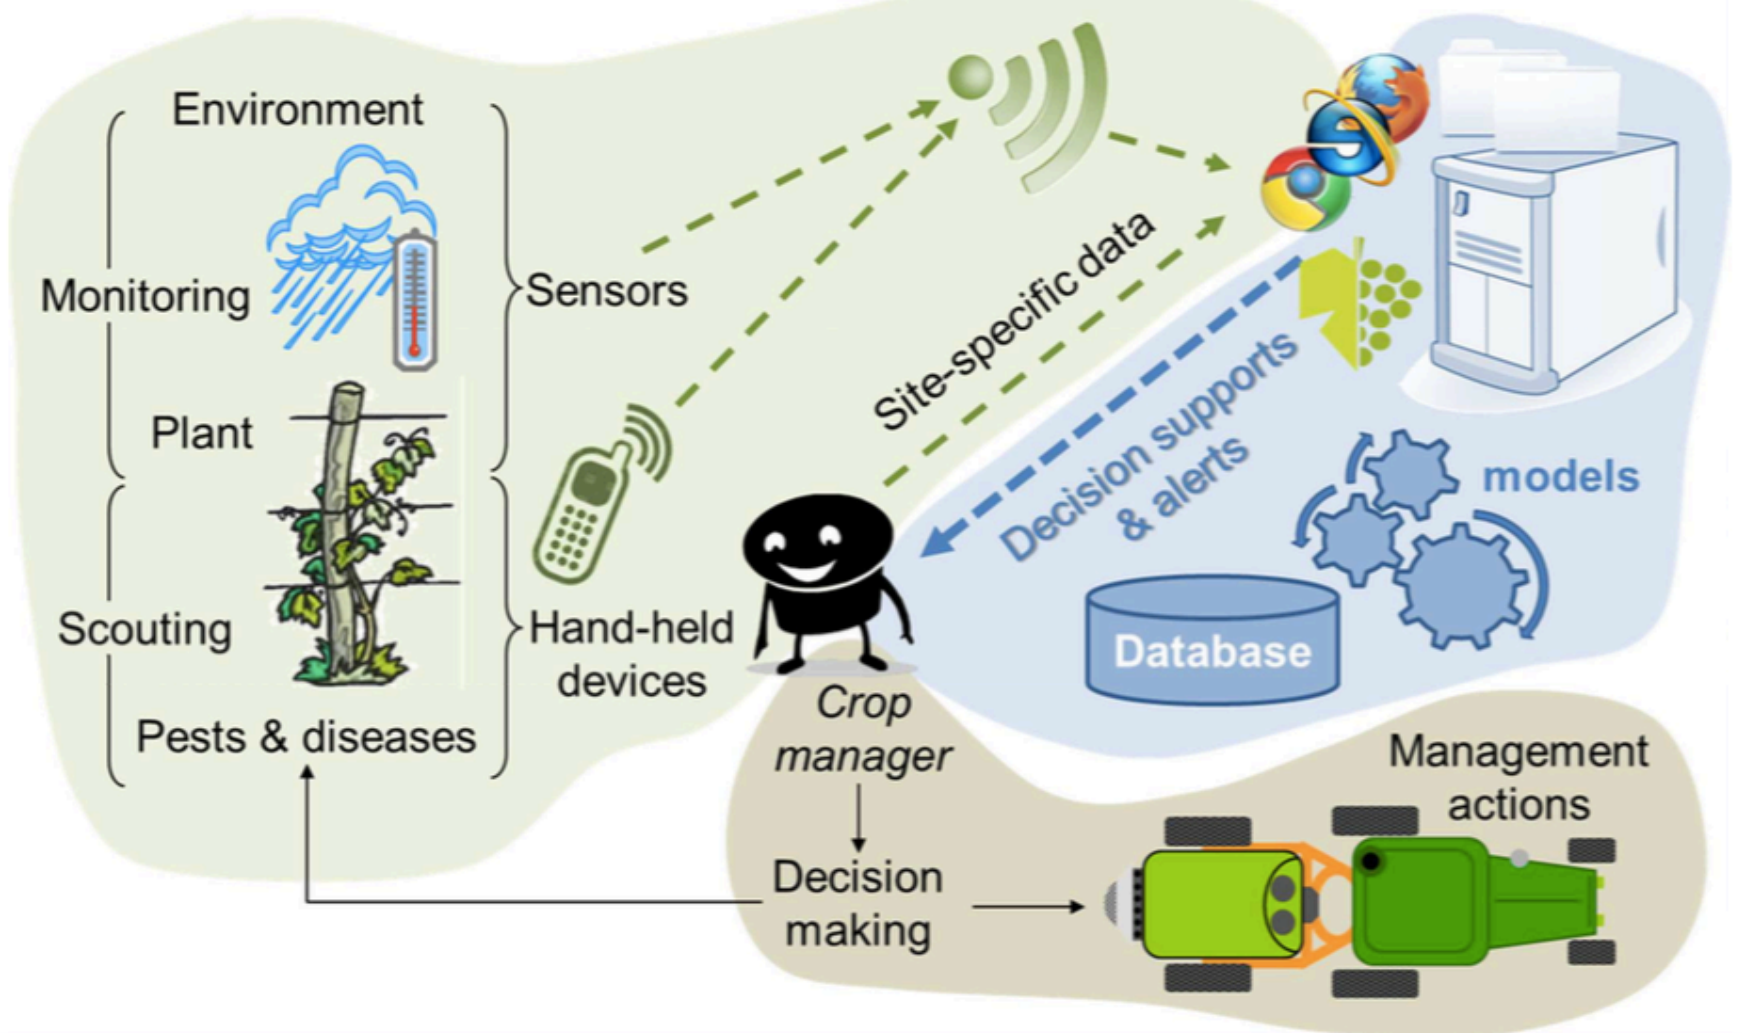 Environment
Monitoring
Sensors
Plant
Scouting
Hand-held
devices
Pests & diseases
Site-specific data
Decision supports
& alerts
models
Database
Crop
manager
Decision
making
Management
actions